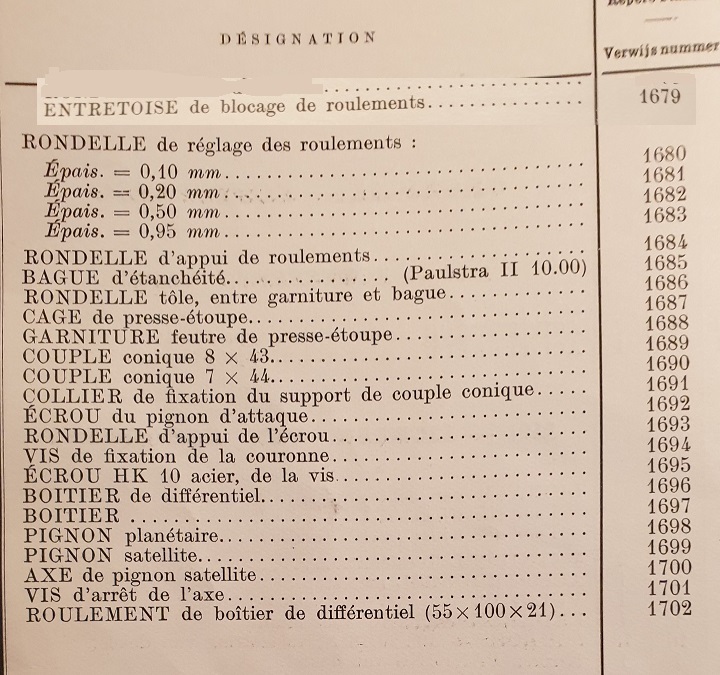 DÉSIGNATION
Verwijsnummer
ENTRETOISE de blocage de roulements............... 1679
RONDELLE de réglage des roulements :
Épais. = 0,10 mm................................ 1680
Épais. = 0,20 mm................................ 1681
Épais. = 0,50 mm................................ 1682
Épais. = 0,95 mm................................ 1683
RONDELLE d'appui de roulements................... 1684
BAGUE d'étanchéité................ (Paulstra II 10.00) 1685
RONDELLE tôle, entre garniture et bague............ 1686
CAGE de presse-étoupe............................ 1687
GARNITURE feutre de presse-étoupe................ 1688
COUPLE conique 8 × 43........................... 1689
COUPLE conique 7 × 44........................... 1690
COLLIER de fixation du support de couple conique..... 1691
ÉCROU du pignon d'attaque........................ 1692
RONDELLE d'appui de l'écrou...................... 1693
VIS de fixation de la couronne..................... 1694
ÉCROU HK 10 acier, de la vis..................... 1695
BOITIER de différentiel............................ 1696
BOITIER ........................................ 1697
PIGNON planétaire................................ 1698
PIGNON satellite.................................. 1699
AXE de pignon satellite............................ 1700
VIS d'arrêt de l'axe............................... 1701
ROULEMENT de boîtier de différentiel (55×100×21)... 1702